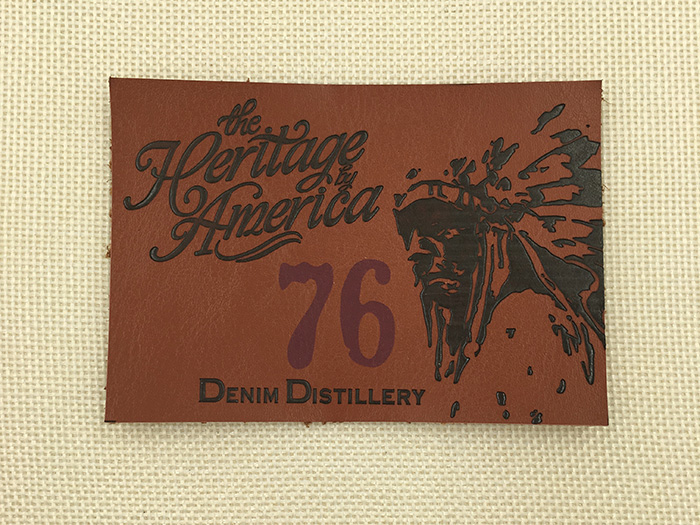 the
Heritage
by
America
76
DENIM DISTILLERY